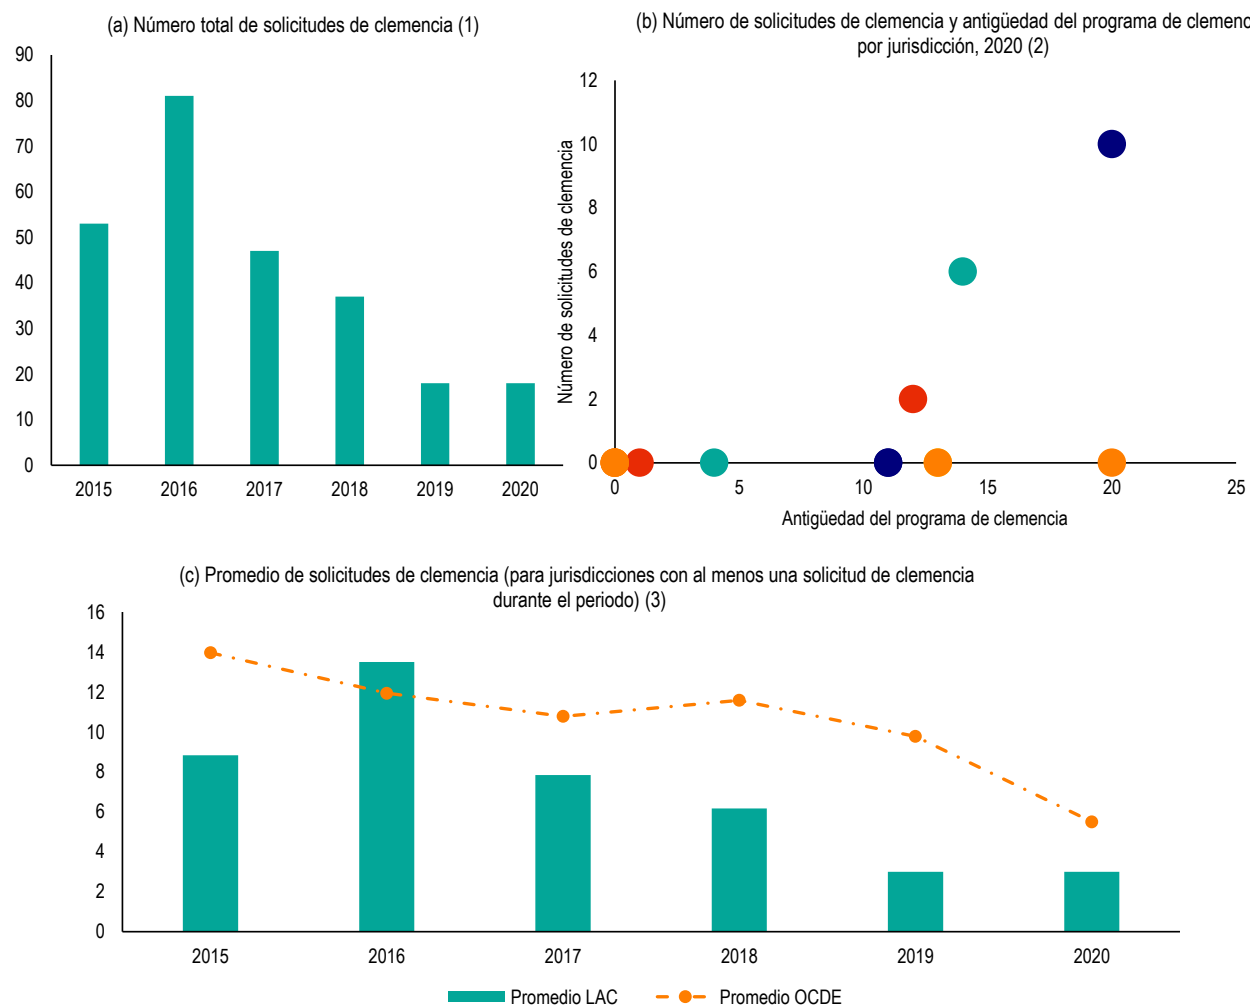 (a) Número total de solicitudes de clemencia (1)
90
80
70
60
50
40
30
20
10
0
2015 2016 2017 2018 2019 2020
(b) Número de solicitudes de clemencia y antigüedad del programa de clemenc
por jurisdicción, 2020 (2)
Número de solicitudes de clemencia
12
10
8
6
4
2
0
0 5 10 15 20 25
Antigüedad del programa de clemencia
(c) Promedio de solicitudes de clemencia (para jurisdicciones con al menos una solicitud de clemencia
durante el periodo) (3)
16
14
12
10
8
6
4
2
0
2015 2016 2017 2018 2019 2020
Promedio LAC Promedio OCDE